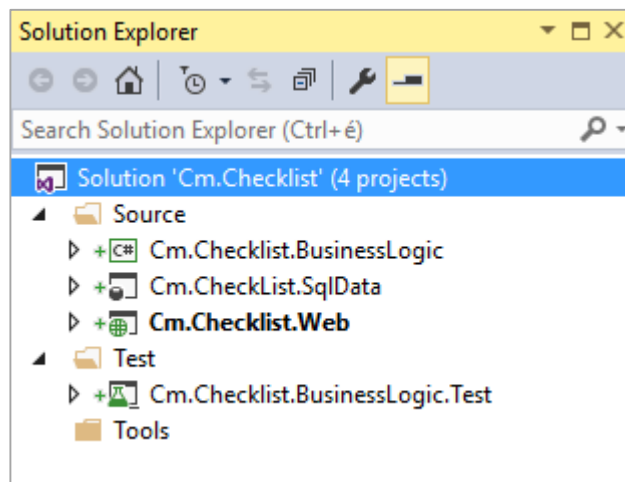 Solution Explorer
Search Solution Explorer (Ctrl+é)
Solution 'Cm.Checklist' (4 projects)
Source
C# Cm.Checklist.BusinessLogic
Cm.CheckList.SqlData
Cm.Checklist.Web
Test
Cm.Checklist.BusinessLogic.Test
Tools